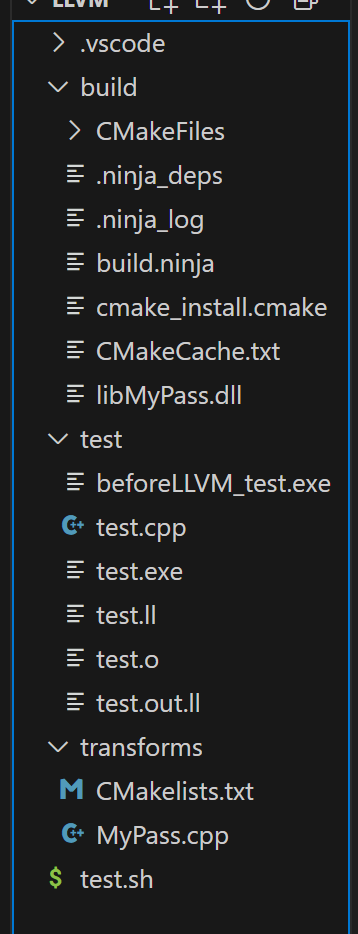 LLVM
.vscode
build
CMakeFiles
.ninja_deps
.ninja_log
build.ninja
cmake_install.cmake
CMakeCache.txt
libMyPass.dll
test
beforeLLVM_test.exe
test.cpp
test.exe
test.ll
test.o
test.out.ll
transforms
CMakelists.txt
MyPass.cpp
test.sh